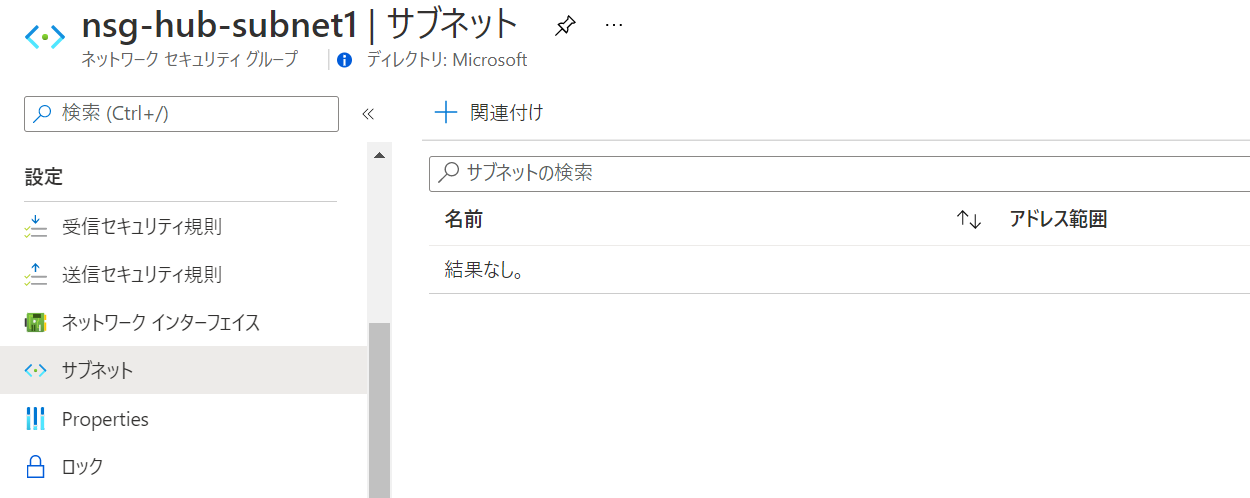 nsg-hub-subnet1 | サブネット ...
ネットワーク セキュリティ グループ ディレクトリ: Microsoft
検索 (Ctrl+/) «
関連付け
設定
受信セキュリティ規則
送信セキュリティ規則
ネットワーク インターフェイス
サブネット
Properties
ロック
サブネットの検索
名前 アドレス範囲
結果なし。